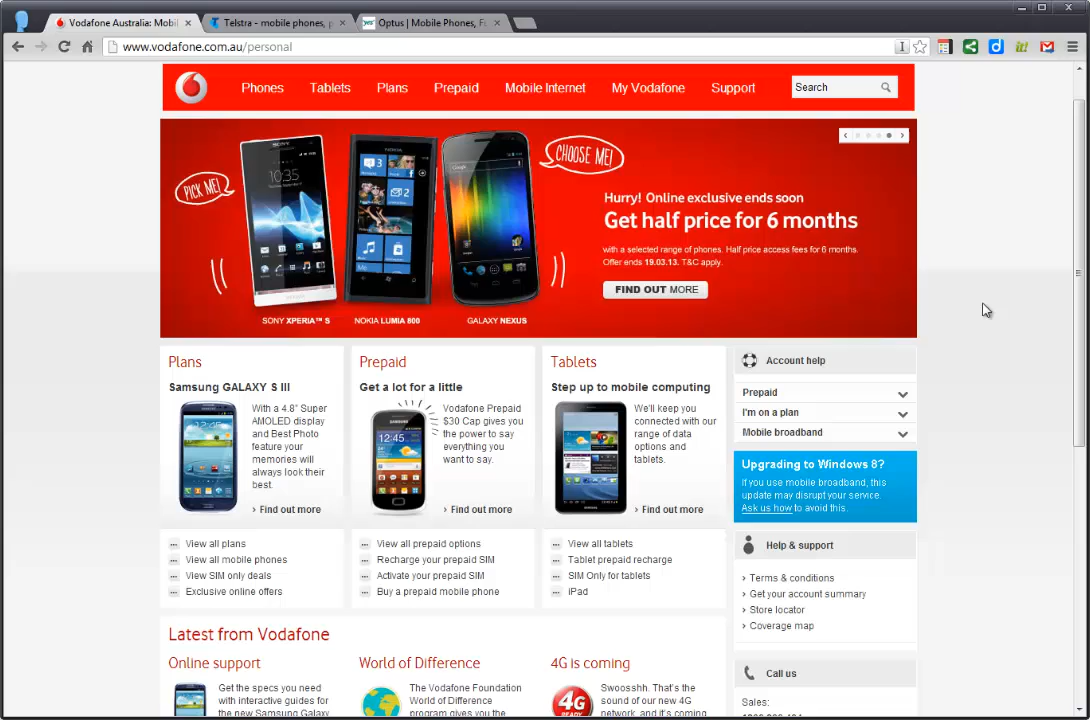 Vodafone Australia: Mobil
Telstra - mobile phones, p
Optus | Mobile Phones, Fi
www.vodafone.com.au/personal
Phones
Tablets
Plans
Prepaid
Mobile Internet
My Vodafone
Support
Search
PICK ME!
CHOOSE ME!
SONY
10:35
NOKIA
Hurry! Online exclusive ends soon
Get half price for 6 months
with a selected range of phones. Half price access fees for 6 months.
Offer ends 19.03.13. T&C apply.
FIND OUT MORE
SONY XPERIA™ S
NOKIA LUMIA 800
GALAXY NEXUS
Plans
Samsung GALAXY S III
With a 4.8" Super
AMOLED display
and Best Photo
feature your
memories will
always look their
best.
› Find out more
View all plans
View all mobile phones
View SIM only deals
Exclusive online offers
Prepaid
Get a lot for a little
Vodafone Prepaid
$30 Cap gives you
the power to say
everything you
want to say.
› Find out more
View all prepaid options
Recharge your prepaid SIM
Activate your prepaid SIM
Buy a prepaid mobile phone
Tablets
Step up to mobile computing
We'll keep you
connected with our
range of data
options and
tablets.
› Find out more
View all tablets
Tablet prepaid recharge
SIM Only for tablets
iPad
Account help
Prepaid
I'm on a plan
Mobile broadband
Upgrading to Windows 8?
If you use mobile broadband, this
update may disrupt your service.
Ask us how to avoid this.
Help & support
› Terms & conditions
› Get your account summary
› Store locator
› Coverage map
Call us
Sales:
Latest from Vodafone
Online support
Get the specs you need
with interactive guides for
the new Samsung Galaxy
World of Difference
The Vodafone Foundation
World of Difference
program gives you the
4G is coming
4G
READY
Swoosshh. That's the
sound of our new 4G
network, and it's coming